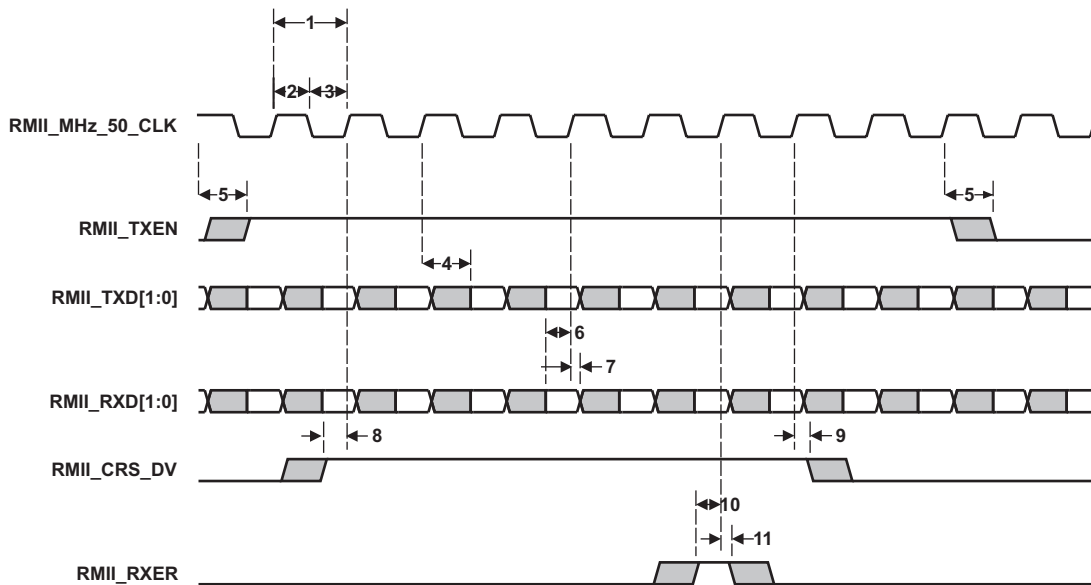 1
2 3
RMII_MHz_50_CLK
5 5
RMII_TXEN
4
RMII_TXD[1:0]
6
7
RMII_RXD[1:0]
8 9
RMII_CRS_DV
10
11
RMII_RXER